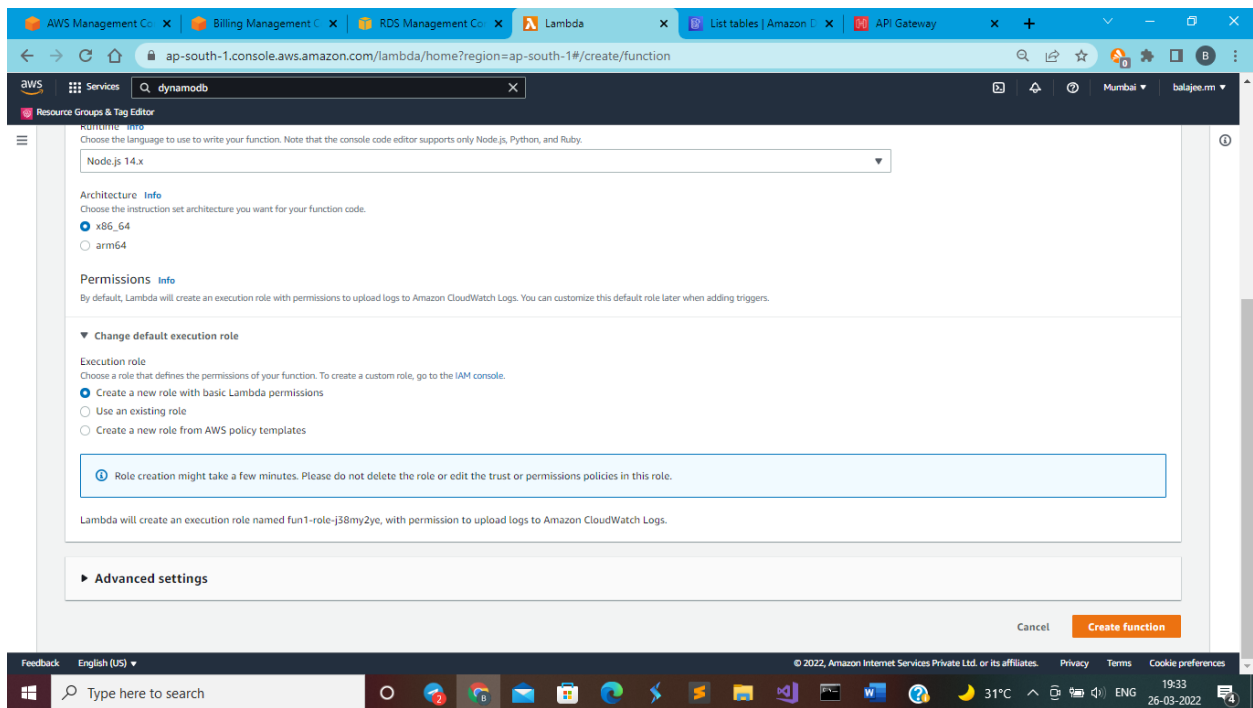 AWS Management Co
Billing Management C
RDS Management Con
Lambda
List tables | Amazon D
API Gateway
ap-south-1.console.aws.amazon.com/lambda/home?region=ap-south-1#/create/function
B
aws
Services
dynamodb
Mumbai
balajee.rm
Resource Groups & Tag Editor
Runtime Info
Choose the language to use to write your function. Note that the console code editor supports only Node.js, Python, and Ruby.
Node.js 14.x
Architecture Info
Choose the instruction set architecture you want for your function code.
x86_64
arm64
Permissions Info
By default, Lambda will create an execution role with permissions to upload logs to Amazon CloudWatch Logs. You can customize this default role later when adding triggers.
Change default execution role
Execution role
Choose a role that defines the permissions of your function. To create a custom role, go to the IAM console.
Create a new role with basic Lambda permissions
Use an existing role
Create a new role from AWS policy templates
Role creation might take a few minutes. Please do not delete the role or edit the trust or permissions policies in this role.
Lambda will create an execution role named fun1-role-j38my2ye, with permission to upload logs to Amazon CloudWatch Logs.
Advanced settings
Cancel
Create function
Feedback
English (US)
© 2022, Amazon Internet Services Private Ltd. or its affiliates.
Privacy
Terms
Cookie preferences
Type here to search
31°C
ENG
19:33
26-03-2022